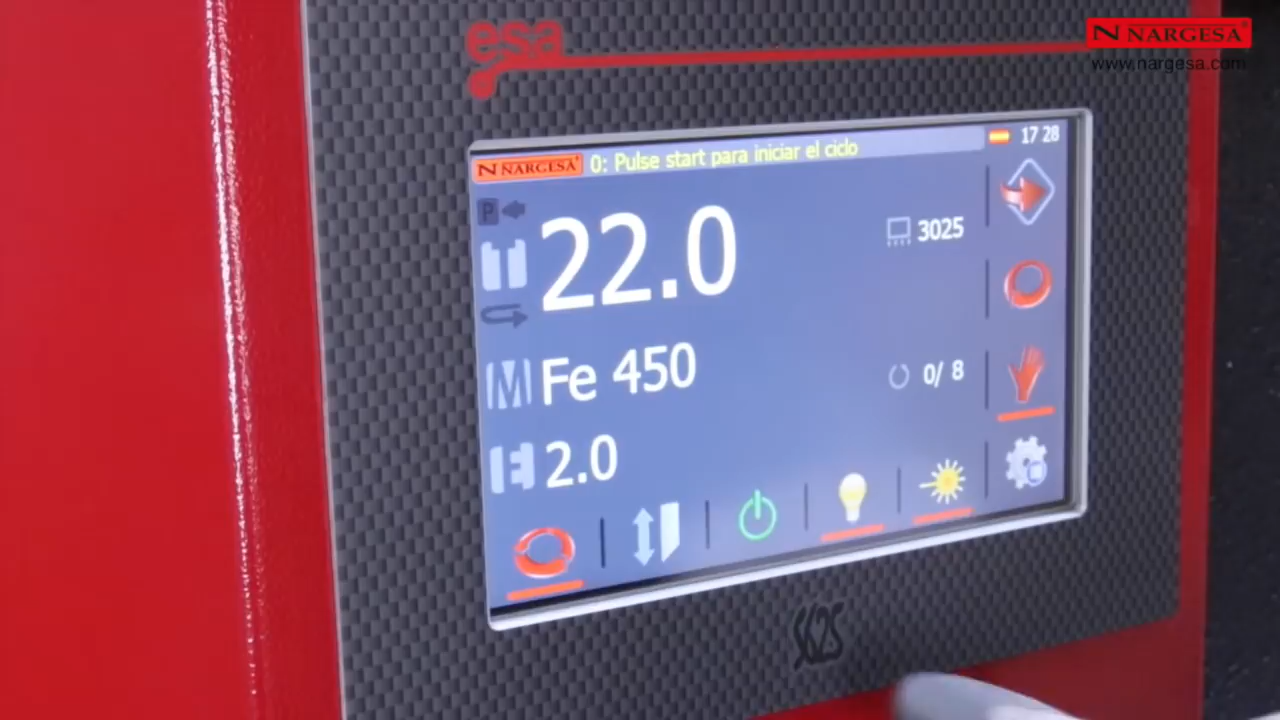 esa
NARGESA
www.nargesa.com
NARGESA 0: Pulse start para iniciar el ciclo 17 28
P
22.0 3025
M Fe 450 0/ 8
2.0
S625